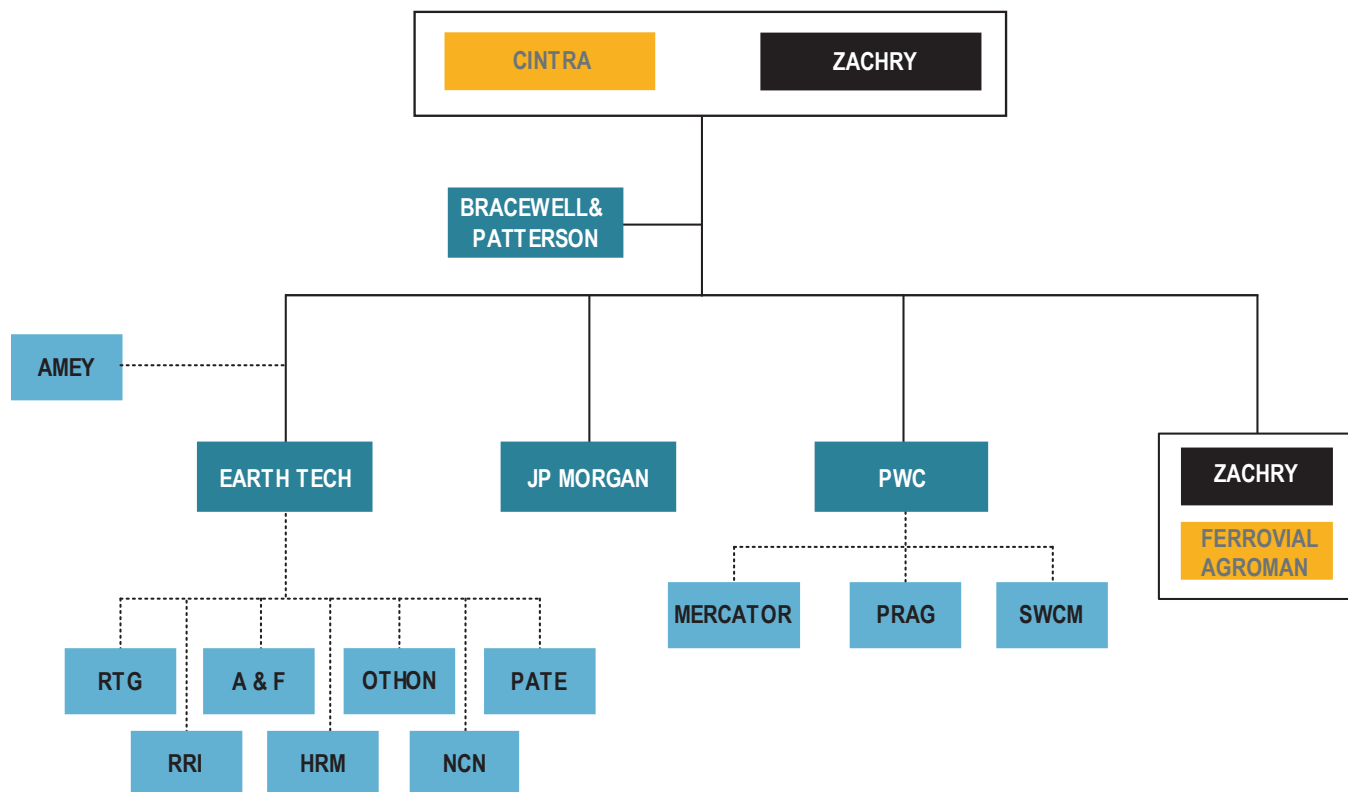 CINTRA
ZACHRY
BRACEWELL&
PATTERSON
AMEY
EARTH TECH
JP MORGAN
PWC
ZACHRY
FERROVIAL
AGROMAN
MERCATOR
PRAG
SWCM
RTG
A & F
OTHON
PATE
RRI
HRM
NCN